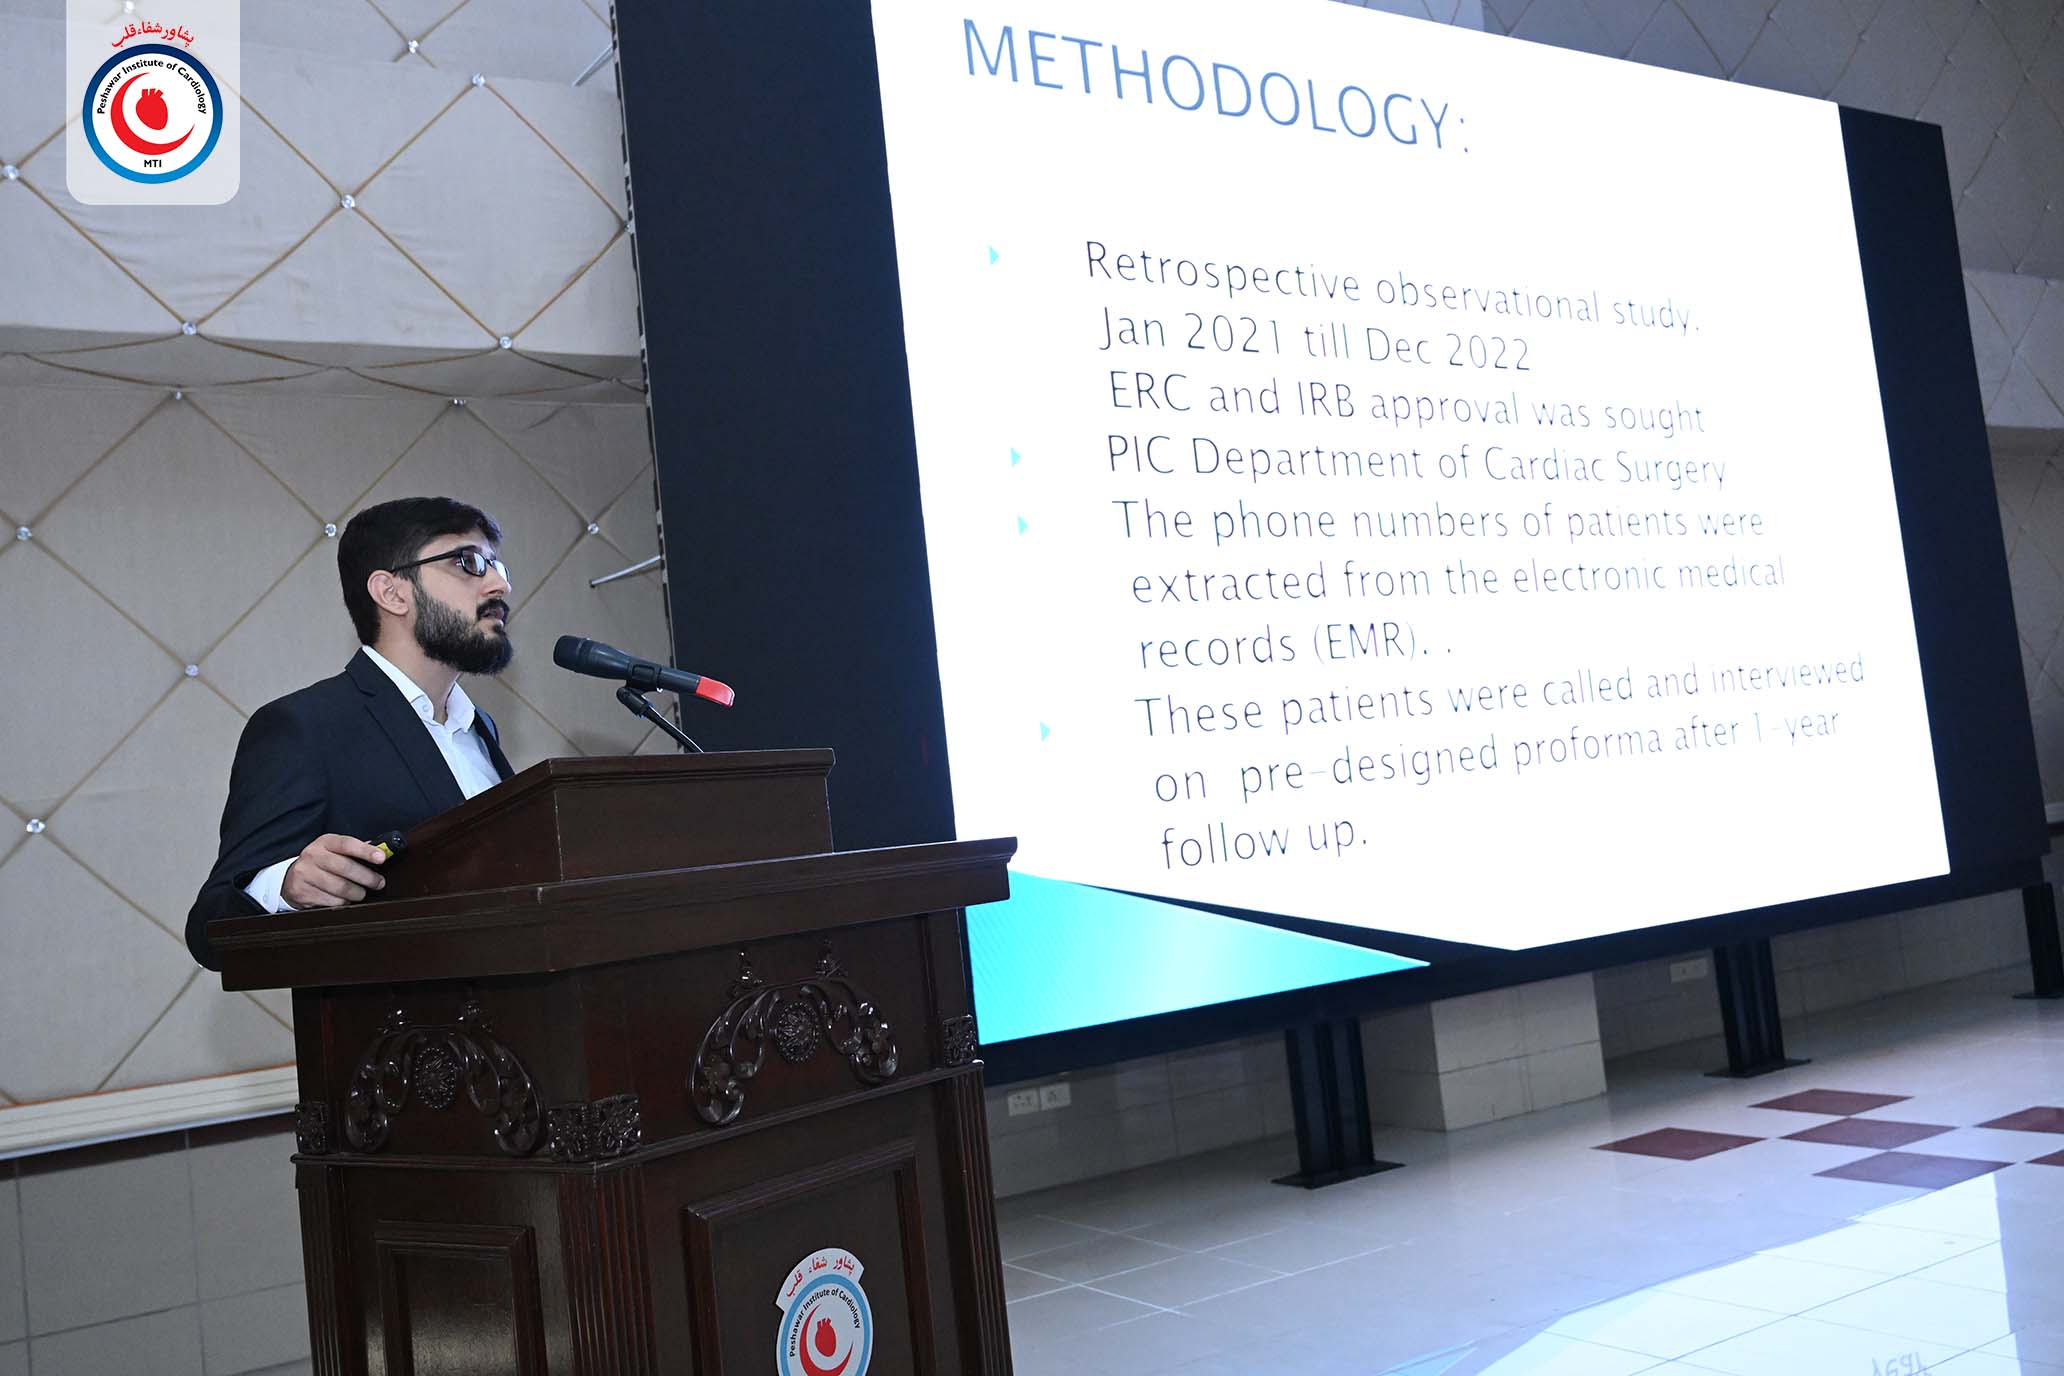 پشاور شفاء قلب
Peshawar Institute of Cardiology
MTI
METHODOLOGY:
Retrospective observational study.
Jan 2021 till Dec 2022
ERC and IRB approval was sought
PIC Department of Cardiac Surgery
The phone numbers of patients were
extracted from the electronic medical
records (EMR). .
These patients were called and interviewed
on pre-designed proforma after 1-year
follow up.
پشاور شفاء قلب
Peshawar Institute of Cardiology